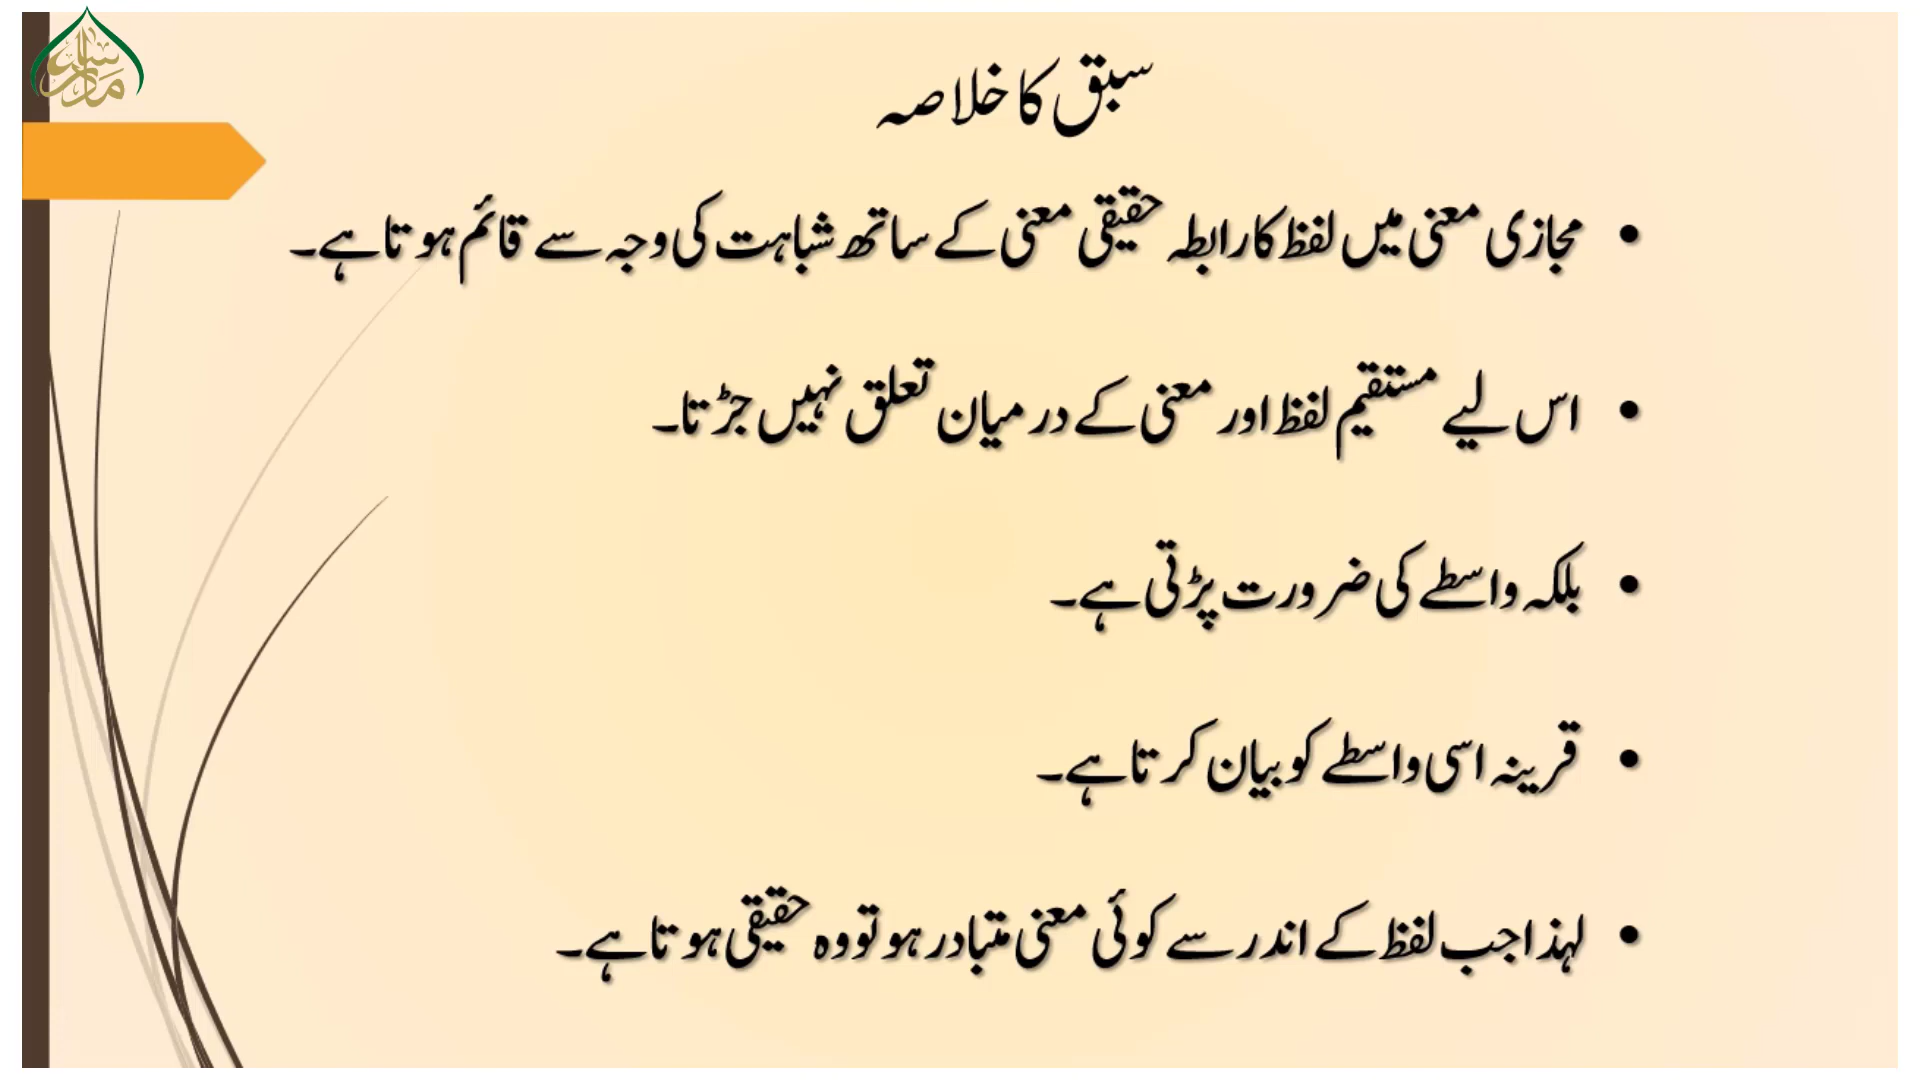 سبق کا خلاصہ
• مجازی معنی میں لفظ کا رابطہ حقیقی معنی کے ساتھ شباہت کی وجہ سے قائم ہوتا ہے۔
• اس لیے مستقیم لفظ اور معنی کے درمیان تعلق نہیں جڑتا۔
• بلکہ واسطے کی ضرورت پڑتی ہے۔
• قرینہ اسی واسطے کو بیان کرتا ہے۔
• لہذا جب لفظ کے اندر سے کوئی معنی متبادر ہو تو وہ حقیقی ہوتا ہے۔